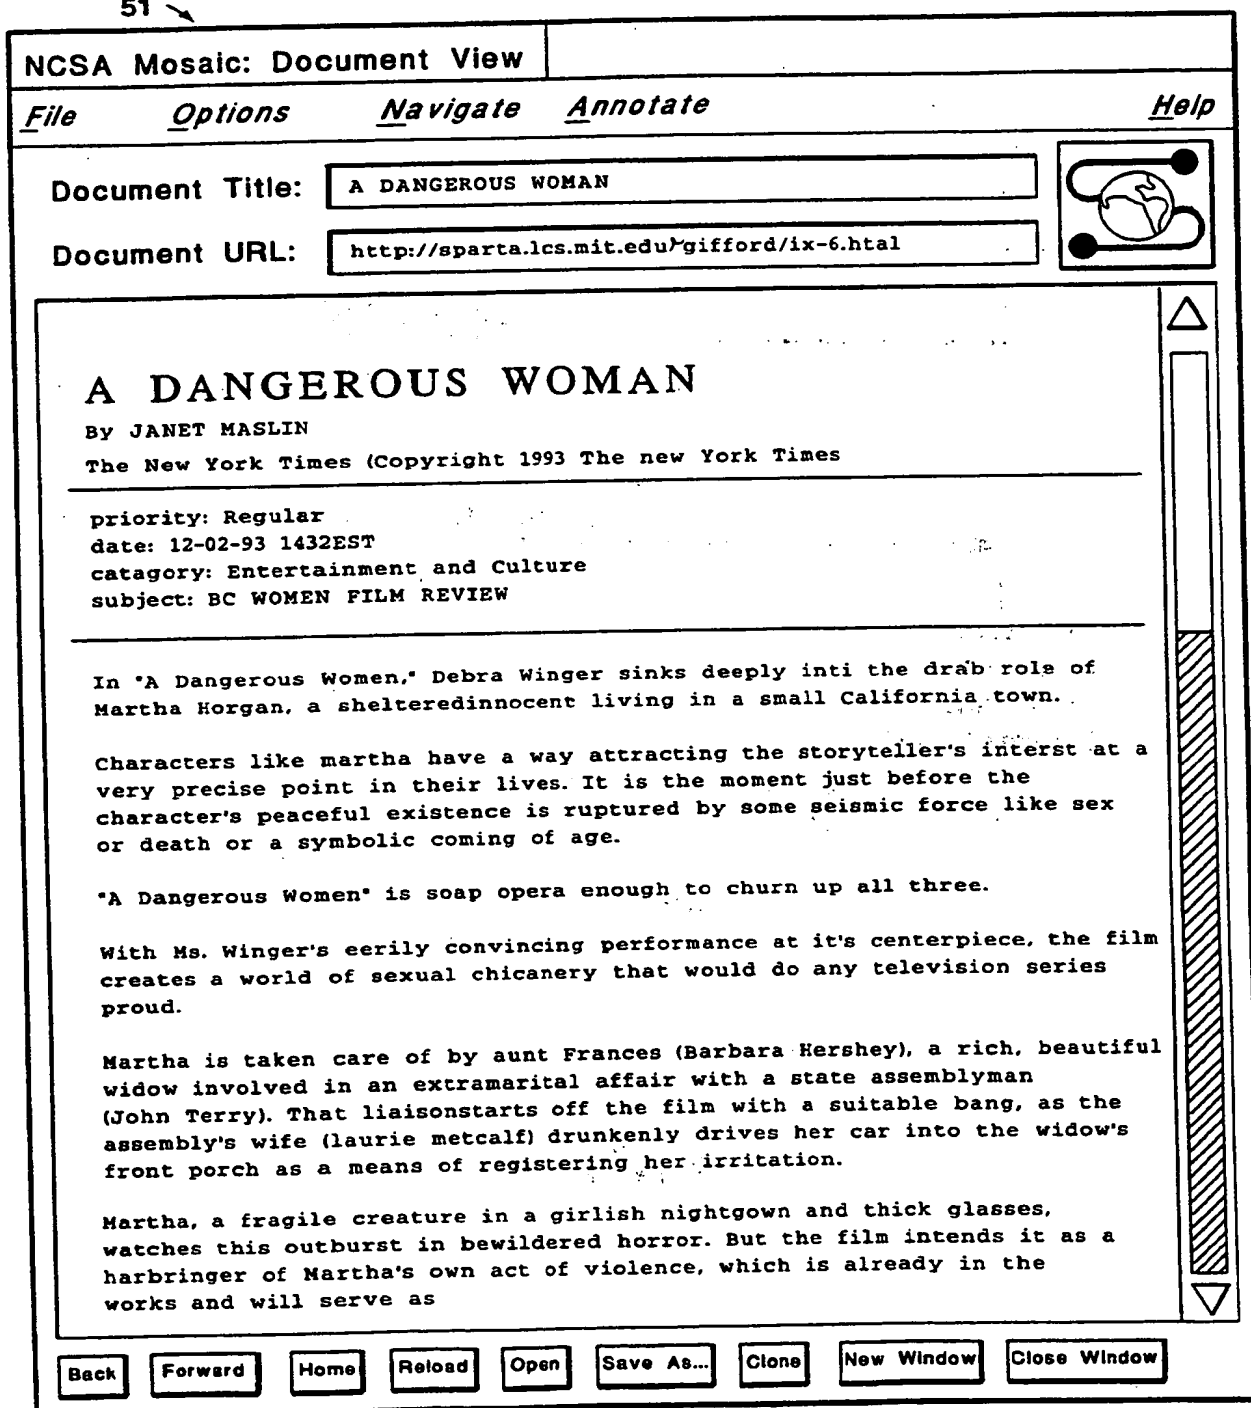 51
NCSA Mosaic: Document View
File Options Navigate Annotate Help
Document Title: A DANGEROUS WOMAN
Document URL: http://sparta.lcs.mit.edu/~gifford/ix-6.htal
A DANGEROUS WOMAN
By JANET MASLIN
The New York Times (Copyright 1993 The new York Times
priority: Regular
date: 12-02-93 1432EST
catagory: Entertainment and Culture
subject: BC WOMEN FILM REVIEW
In "A Dangerous Women," Debra Winger sinks deeply inti the drab role of
Martha Horgan, a shelteredinnocent living in a small California town.
Characters like martha have a way attracting the storyteller's interst at a
very precise point in their lives. It is the moment just before the
character's peaceful existence is ruptured by some seismic force like sex
or death or a symbolic coming of age.
"A Dangerous Women" is soap opera enough to churn up all three.
With Ms. Winger's eerily convincing performance at it's centerpiece, the film
creates a world of sexual chicanery that would do any television series
proud.
Martha is taken care of by aunt Frances (Barbara Hershey), a rich, beautiful
widow involved in an extramarital affair with a state assemblyman
(John Terry). That liaisonstarts off the film with a suitable bang, as the
assembly's wife (laurie metcalf) drunkenly drives her car into the widow's
front porch as a means of registering her irritation.
Martha, a fragile creature in a girlish nightgown and thick glasses,
watches this outburst in bewildered horror. But the film intends it as a
harbringer of Martha's own act of violence, which is already in the
works and will serve as
Back Forward Home Reload Open Save As... Clone New Window Close Window